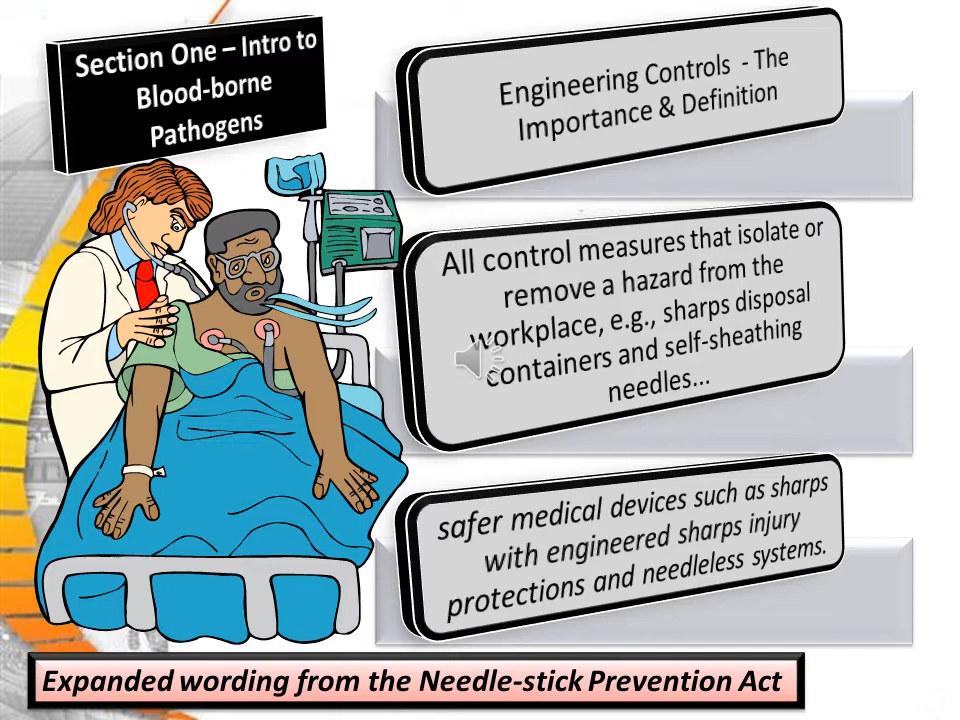 Section One – Intro to
Blood-borne
Pathogens
Engineering Controls - The
Importance & Definition
All control measures that isolate or
remove a hazard from the
workplace, e.g., sharps disposal
containers and self-sheathing
needles...
safer medical devices such as sharps
with engineered sharps injury
protections and needleless systems.
Expanded wording from the Needle-stick Prevention Act